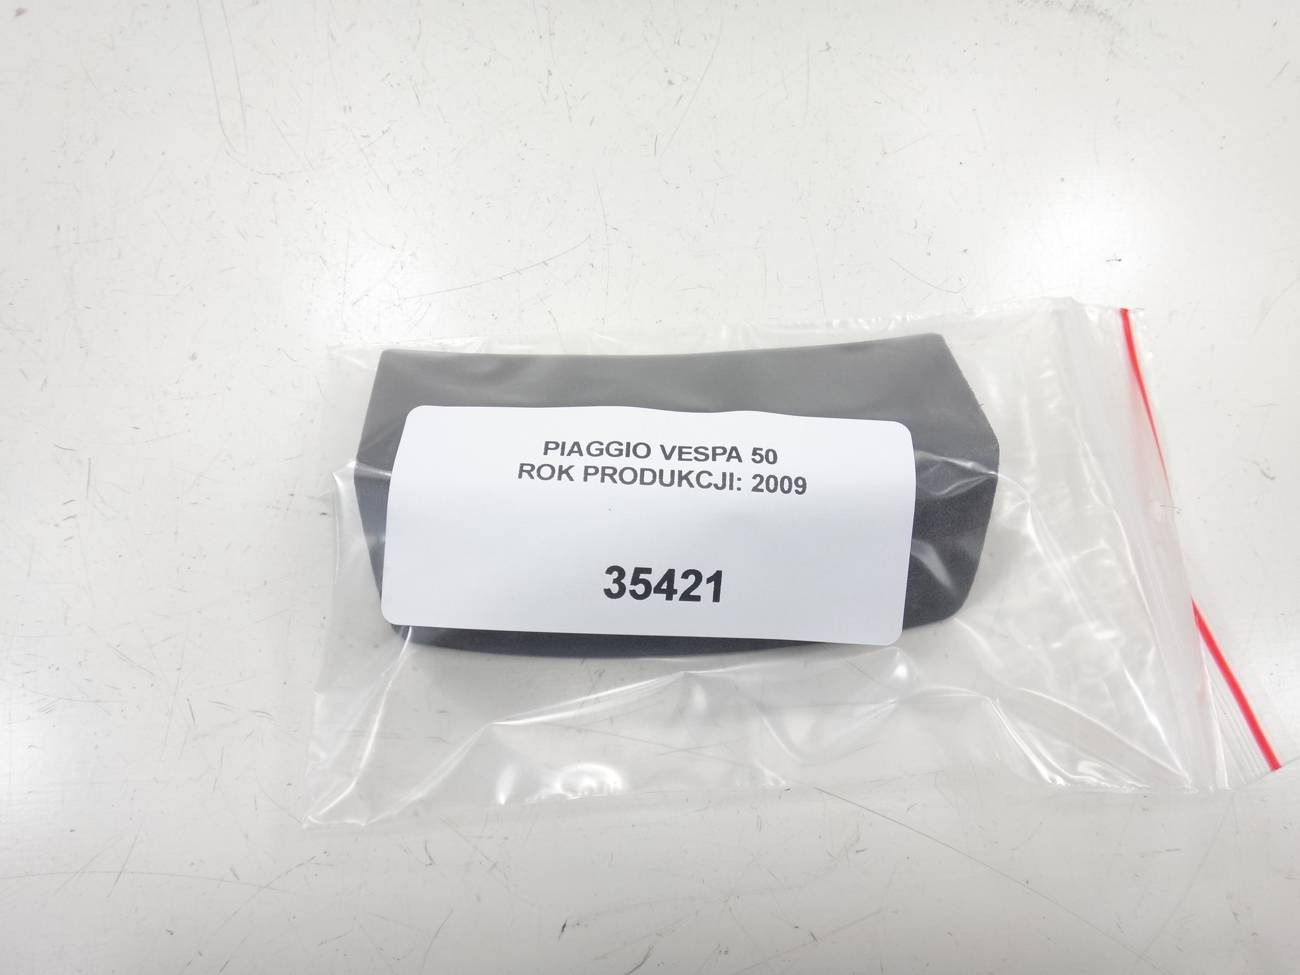 PIAGGIO VESPA 50
ROK PRODUKCJI: 2009
35421